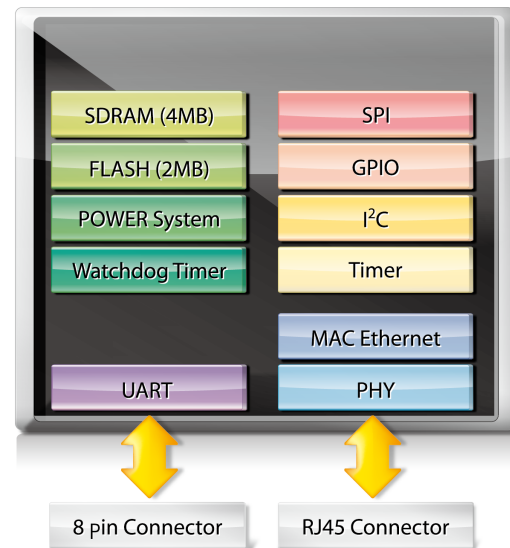 SDRAM (4MB)
FLASH (2MB)
POWER System
Watchdog Timer
UART
SPI
GPIO
I²C
Timer
MAC Ethernet
PHY
8 pin Connector
RJ45 Connector